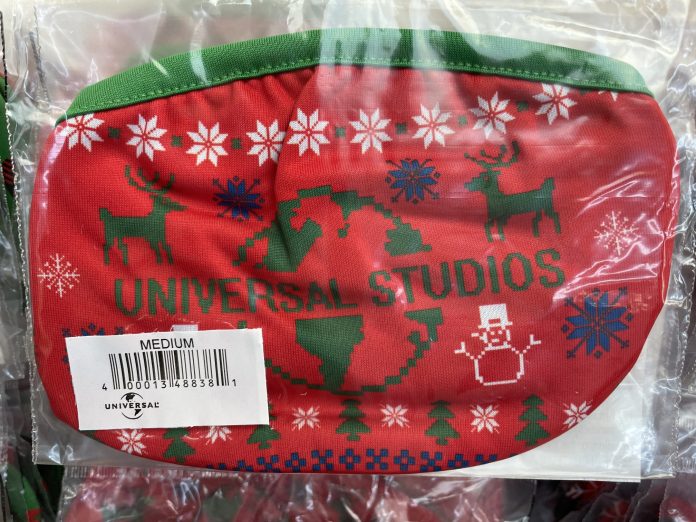 UNIVERSAL STUDIOS
MEDIUM
4 00013 48838 1
UNIVERSAL